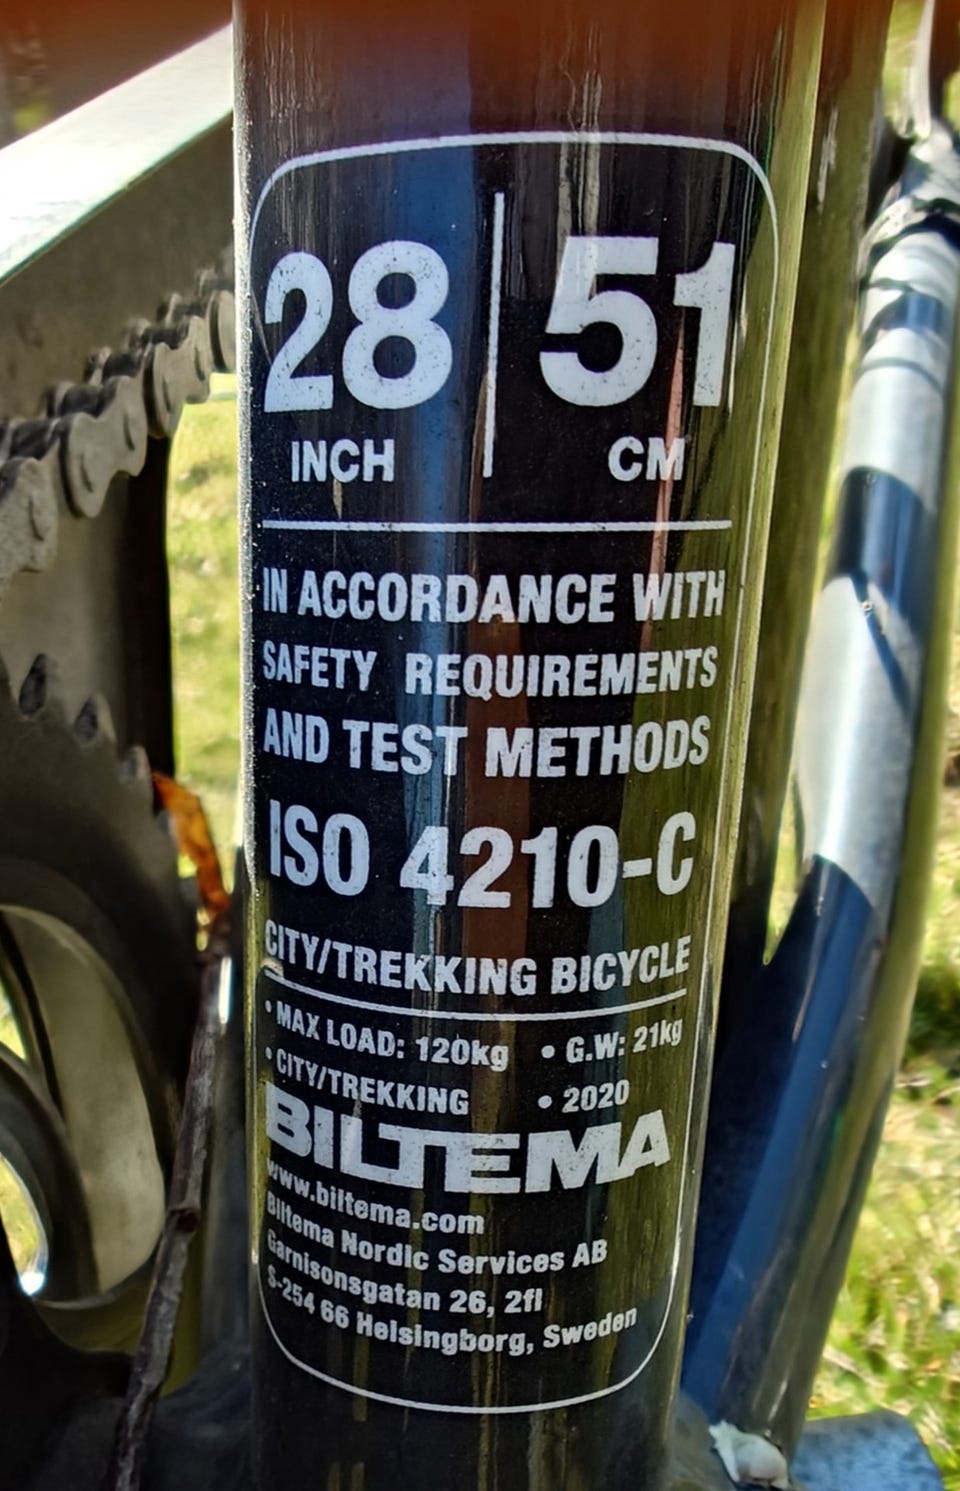 28 | 51
INCH CM
IN ACCORDANCE WITH
SAFETY REQUIREMENTS
AND TEST METHODS
ISO 4210-C
CITY/TREKKING BICYCLE
• MAX LOAD: 120kg • G.W: 21kg
• CITY/TREKKING • 2020
BILTEMA
www.biltema.com
Biltema Nordic Services AB
Garnisonsgatan 26, 2fl
S-254 66 Helsingborg, Sweden